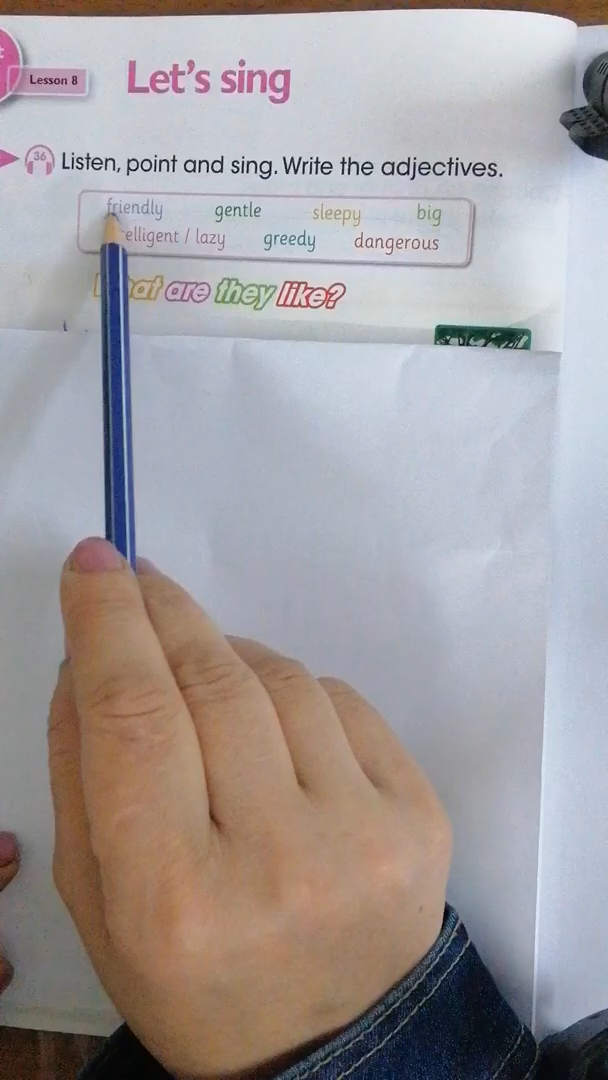 Lesson 8
Let's sing
36
Listen, point and sing. Write the adjectives.
friendly gentle sleepy big
elligent / lazy greedy dangerous
are they like?